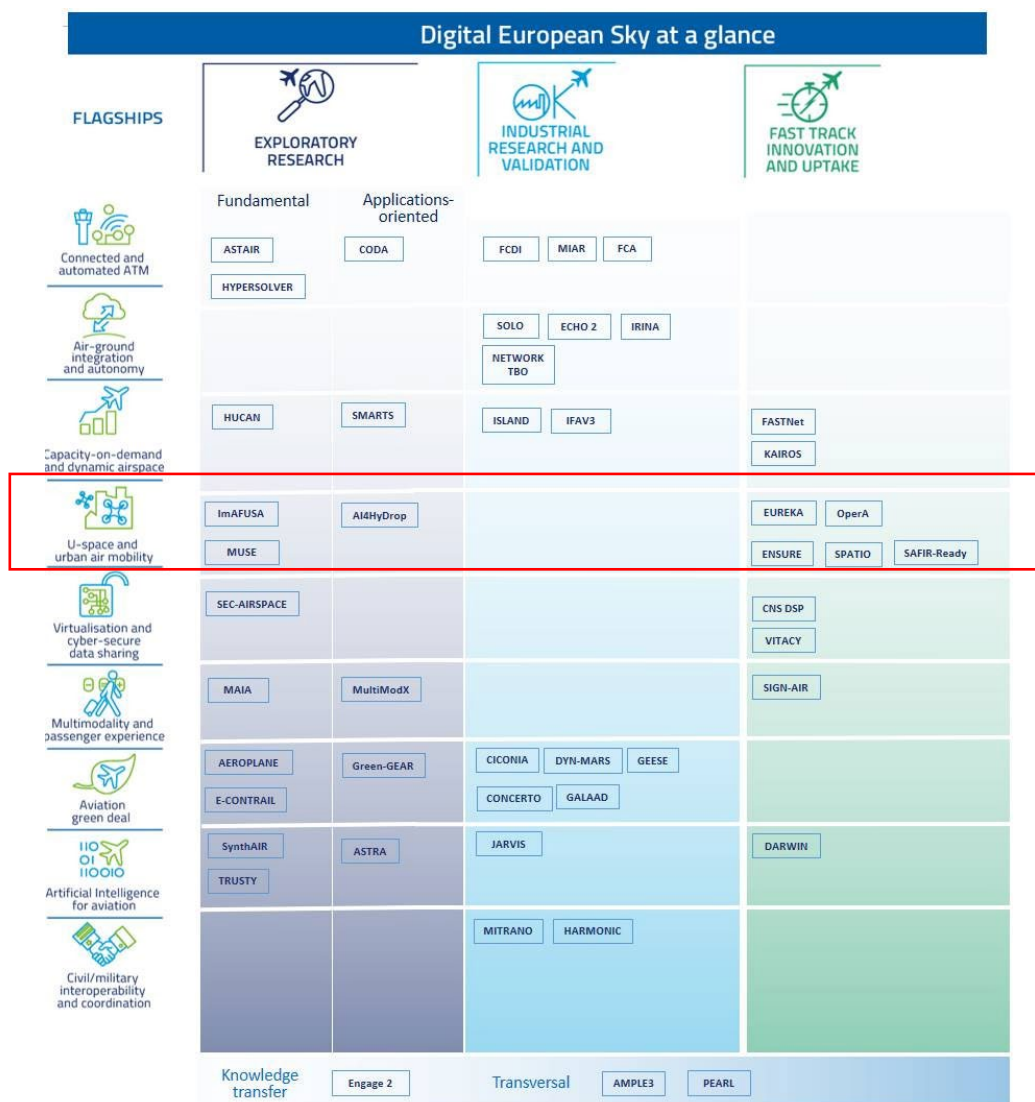 Digital European Sky at a glance
FLAGSHIPS
EXPLORATORY
RESEARCH
INDUSTRIAL
RESEARCH AND
VALIDATION
FAST TRACK
INNOVATION
AND UPTAKE
Fundamental
Applications-
oriented
Connected and
automated ATM
ASTAIR
HYPERSOLVER
CODA
FCDI
MIAR
FCA
Air-ground
integration
and autonomy
SOLO
ECHO 2
IRINA
NETWORK
TBO
Capacity-on-demand
and dynamic airspace
HUCAN
SMARTS
ISLAND
IFAV3
FASTNet
KAIROS
U-space and
urban air mobility
ImAFUSA
MUSE
AI4HyDrop
EUREKA
OperA
ENSURE
SPATIO
SAFIR-Ready
Virtualisation and
cyber-secure
data sharing
SEC-AIRSPACE
CNS DSP
VITACY
Multimodality and
passenger experience
MAIA
MultiModX
SIGN-AIR
Aviation
green deal
AEROPLANE
E-CONTRAIL
Green-GEAR
CICONIA
DYN-MARS
GEESE
CONCERTO
GALAAD
110
01
110010
Artificial Intelligence
for aviation
SynthAIR
TRUSTY
ASTRA
JARVIS
DARWIN
Civil/military
interoperability
and coordination
MITRANO
HARMONIC
Knowledge
transfer
Engage 2
Transversal
AMPLE3
PEARL